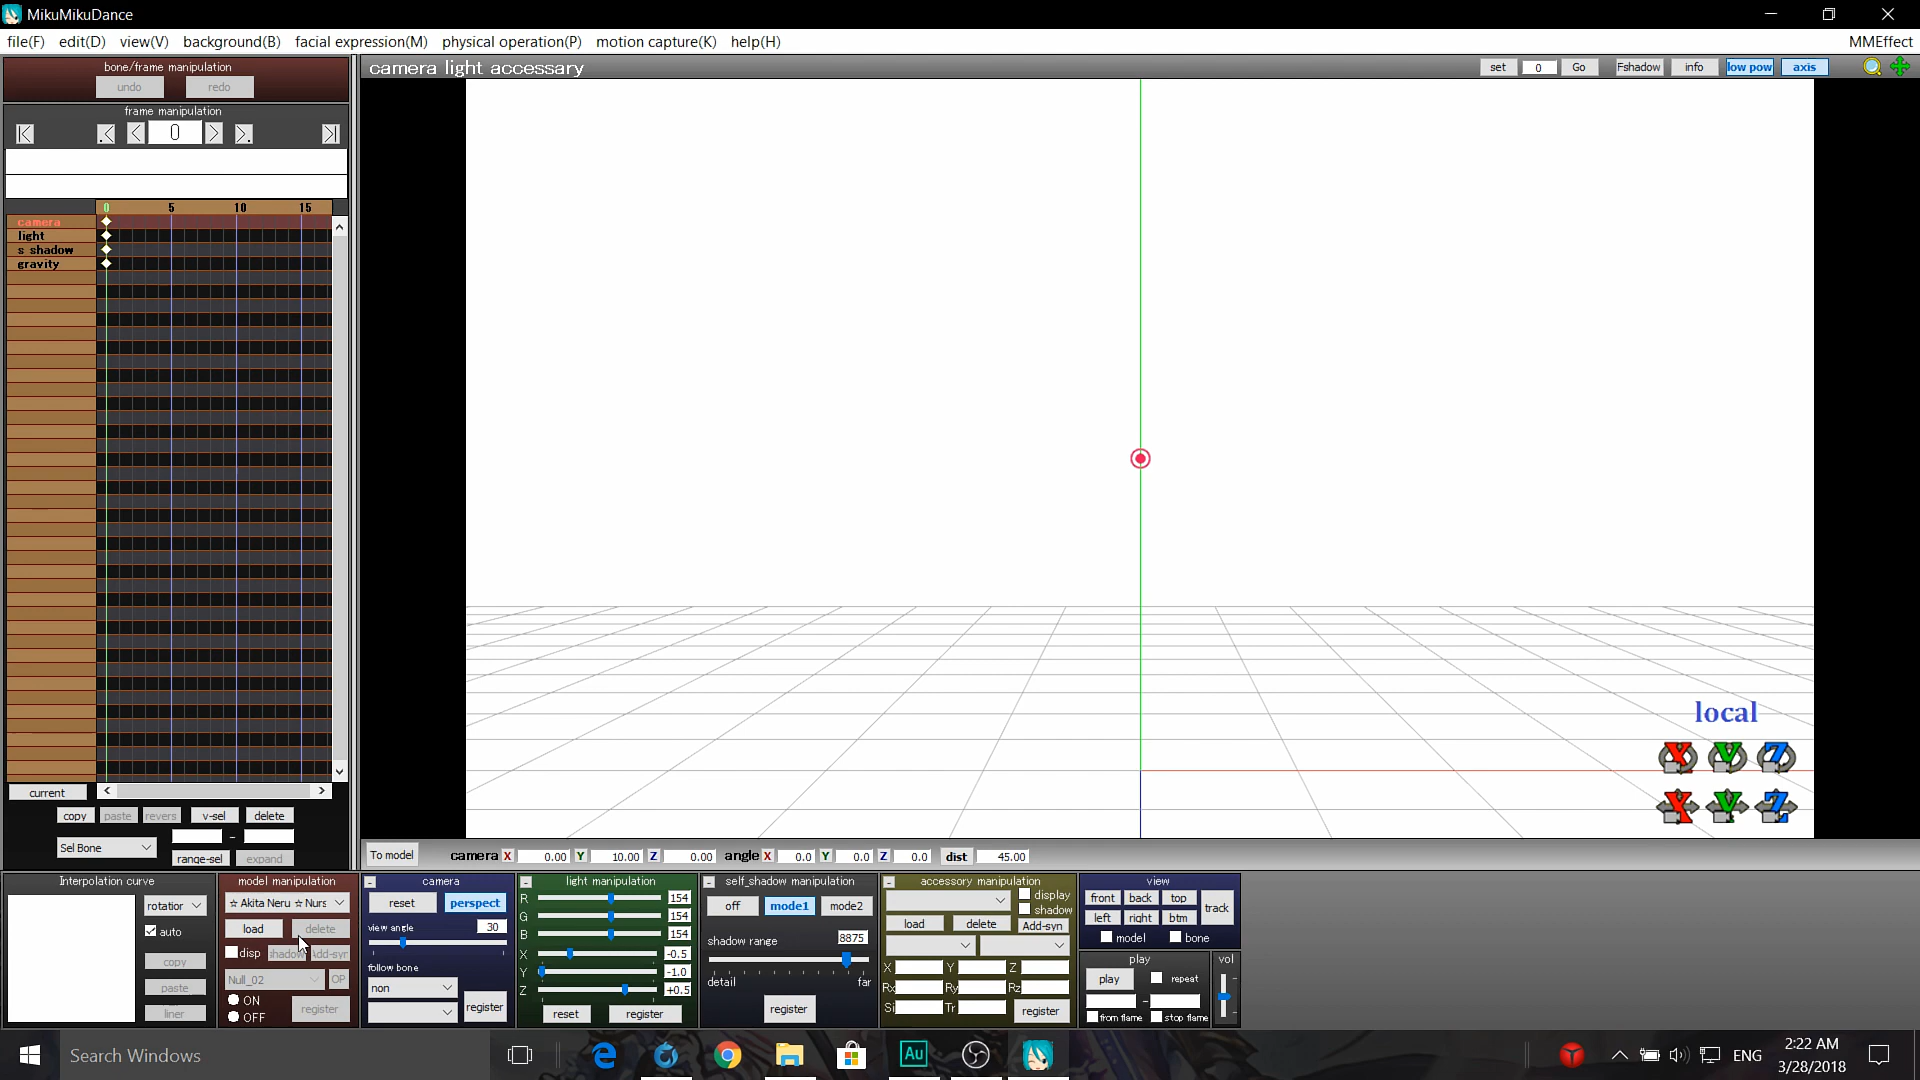 MikuMikuDance
file(F) edit(D) view(V) background(B) facial expression(M) physical operation(P) motion capture(K) help(H) MMEffect
bone/frame manipulation
undo redo
frame manipulation
0
0 5 10 15
camera
light
s shadow
gravity
current
copy paste revers v-sel delete
Sel Bone -
range-sel expand
camera light accessary
set 0 Go Fshadow info low pow axis
local
X Y Z
X Y Z
To model camera X 0.00 Y 10.00 Z 0.00 angle X 0.0 Y 0.0 Z 0.0 dist 45.00
Interpolation curve
rotatior
auto
copy
paste
liner
model manipulation
☆ Akita Neru ☆ Nurs
load delete
disp shadow Add-syn
Null_02 OP
ON
OFF
register
- camera
reset perspect
view angle 30
follow bone
non
register
- light manipulation
R 154
G 154
B 154
X -0.5
Y -1.0
Z +0.5
reset register
- self_shadow manipulation
off mode1 mode2
shadow range 8875
detail far
register
- accessory manipulation
display
shadow
load delete Add-syn
X Y Z
Rx Ry Rz
Si Tr register
view
front back top
left right btm
track
model bone
play
play repeat
-
from flame stop flame
vol
Search Windows
Au
ENG
2:22 AM
3/28/2018